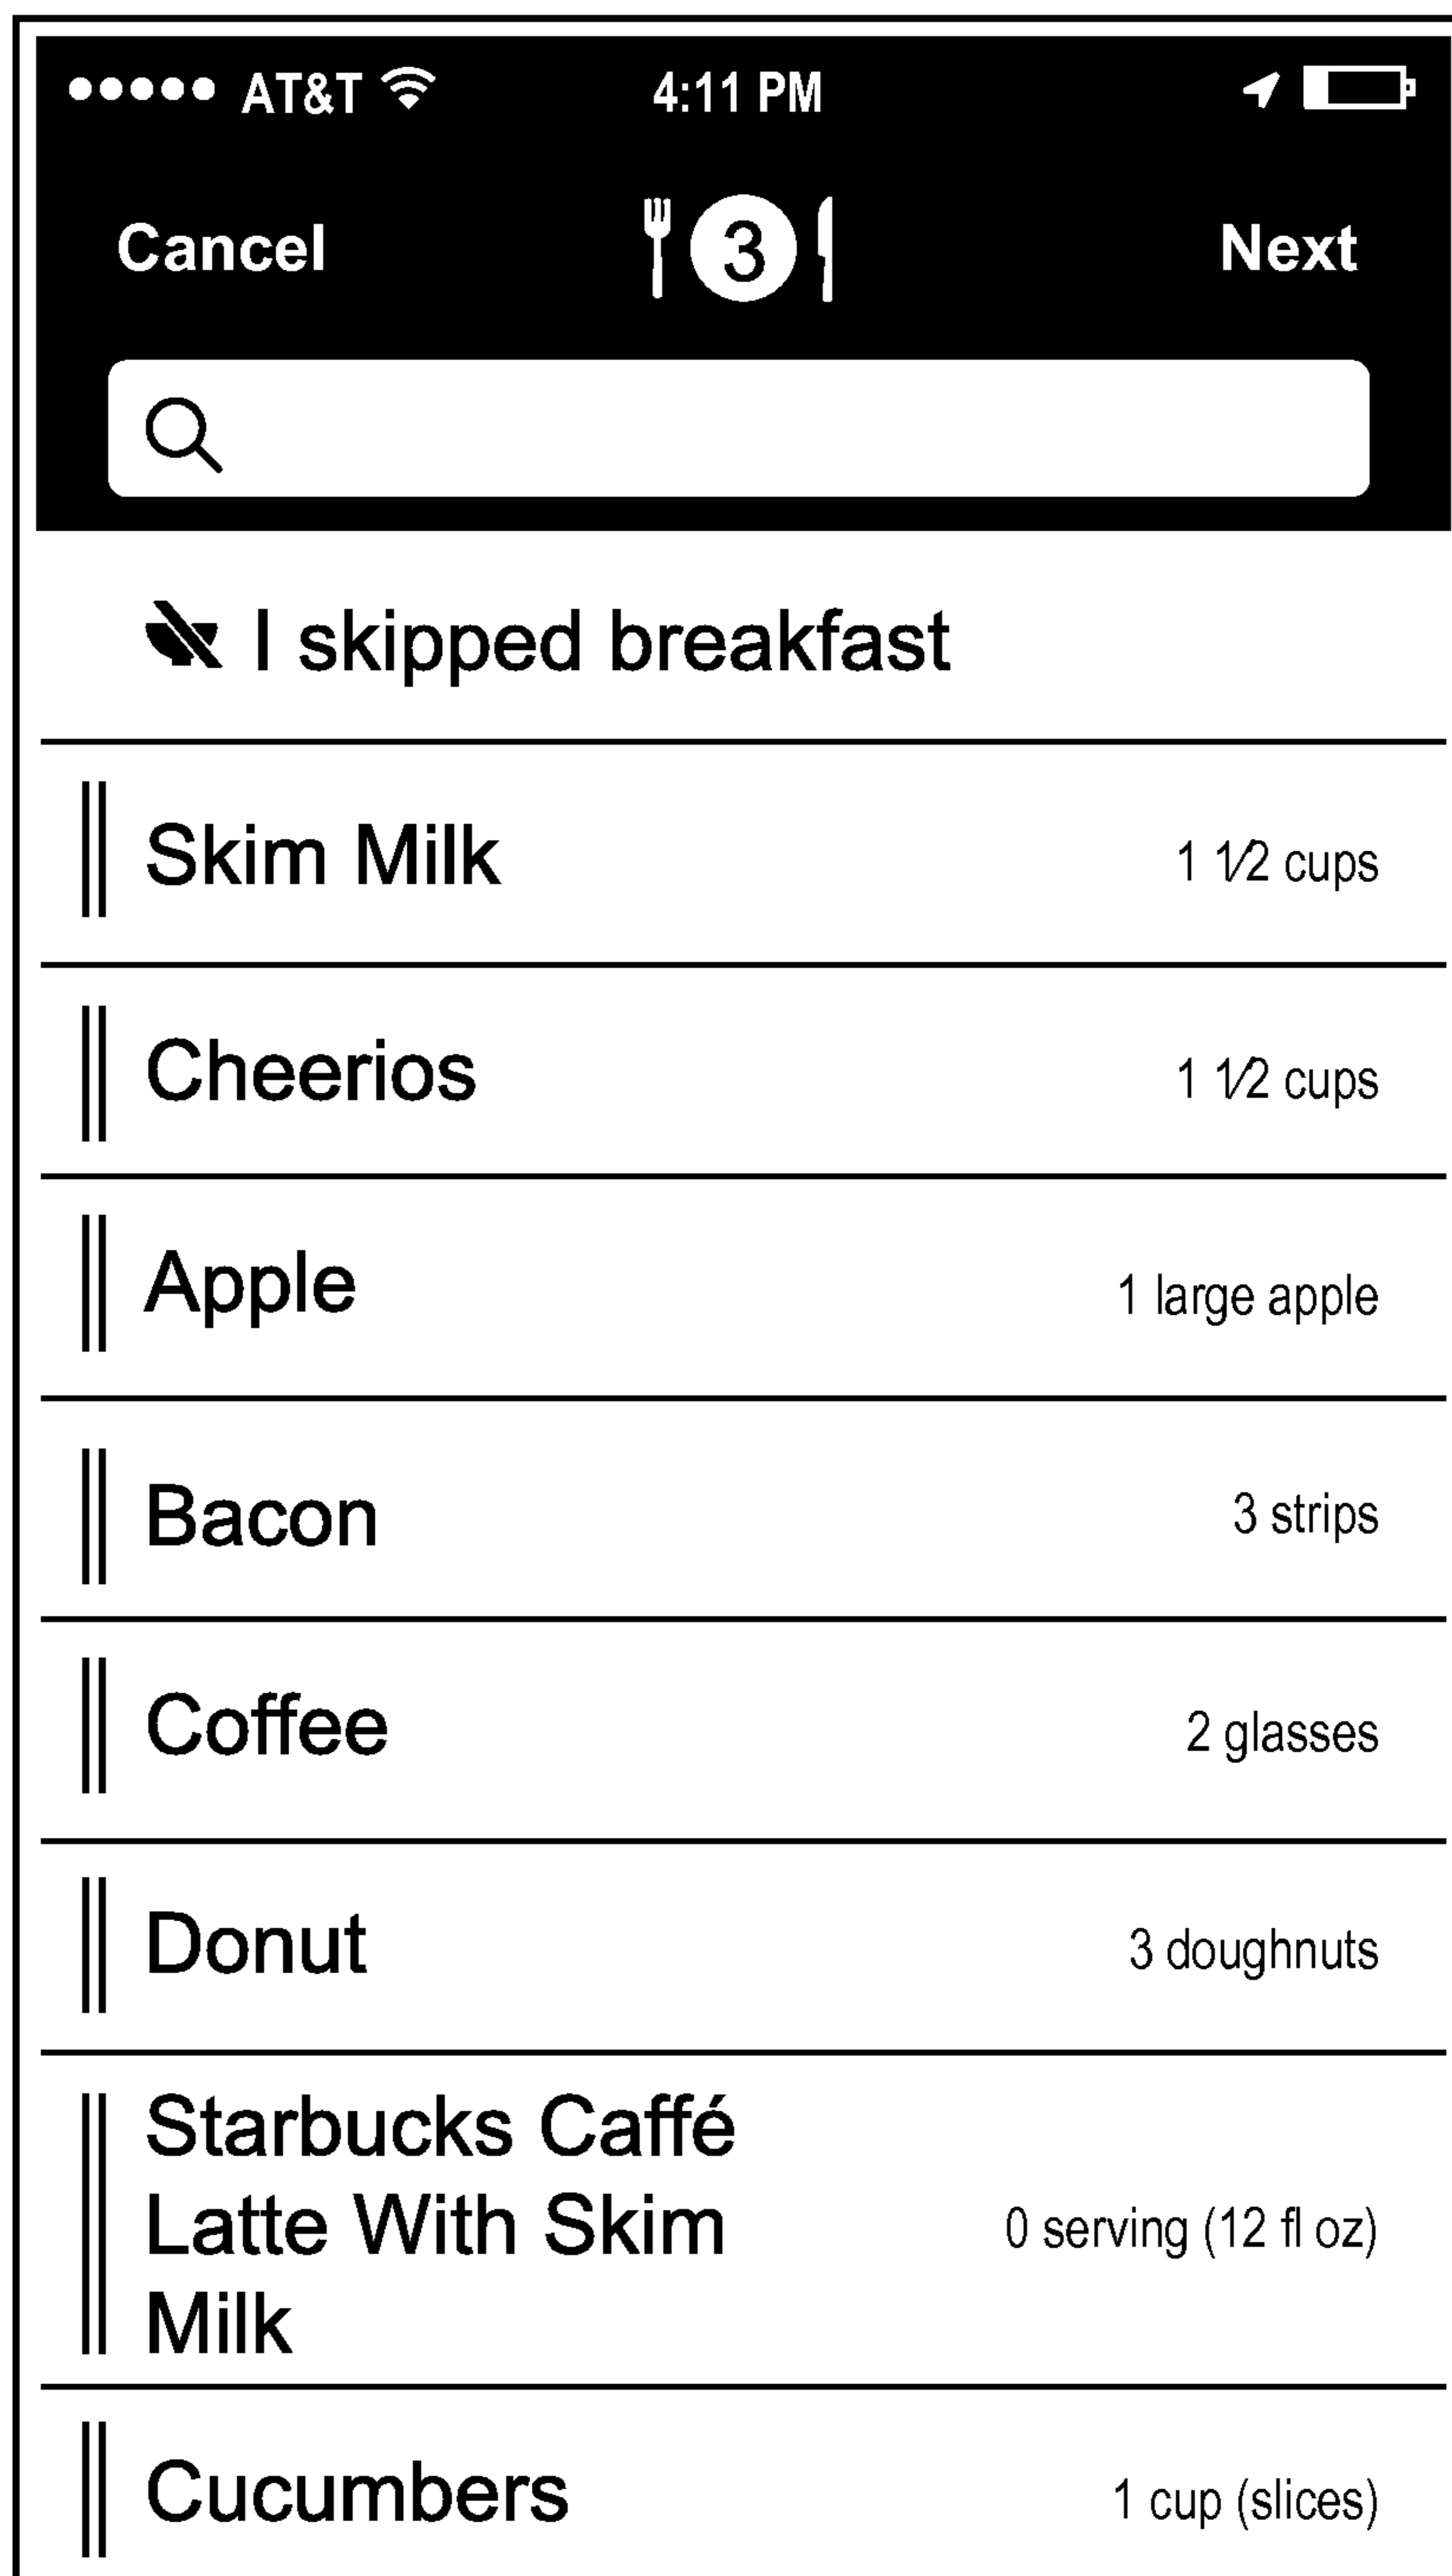 AT&T 4:11 PM
Cancel 3 Next
I skipped breakfast
Skim Milk 1 1/2 cups
Cheerios 1 1/2 cups
Apple 1 large apple
Bacon 3 strips
Coffee 2 glasses
Donut 3 doughnuts
Starbucks Caffé
Latte With Skim 0 serving (12 fl oz)
Milk
Cucumbers 1 cup (slices)